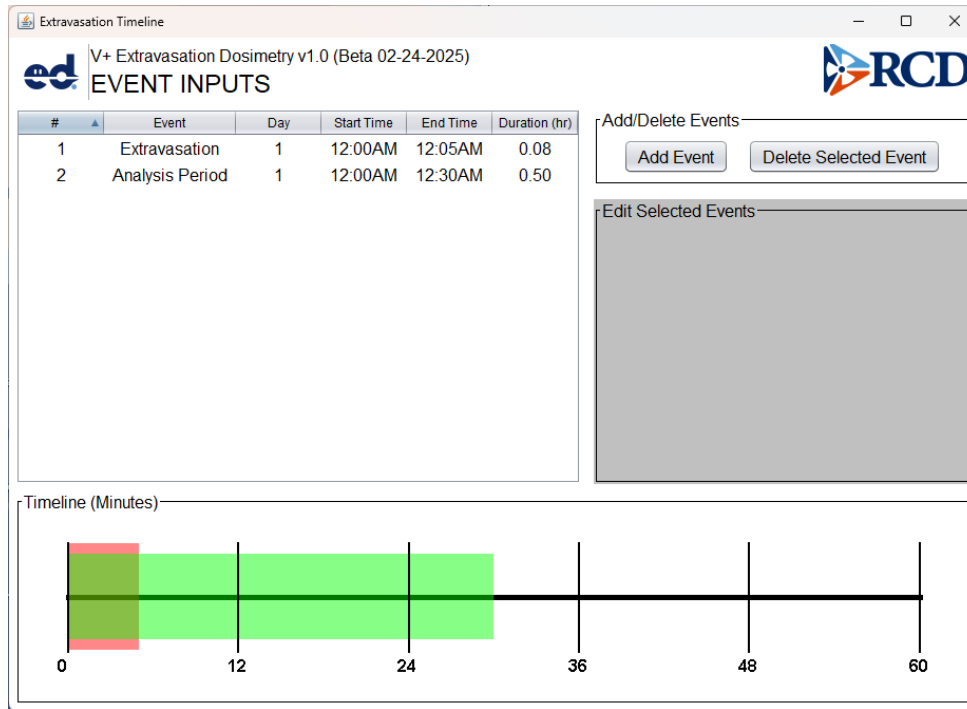 Extravasation Timeline
ed
V+ Extravasation Dosimetry v1.0 (Beta 02-24-2025)
EVENT INPUTS
RCD
# Event Day Start Time End Time Duration (hr)
1 Extravasation 1 12:00AM 12:05AM 0.08
2 Analysis Period 1 12:00AM 12:30AM 0.50
Add/Delete Events
Add Event Delete Selected Event
Edit Selected Events
Timeline (Minutes)
0 12 24 36 48 60